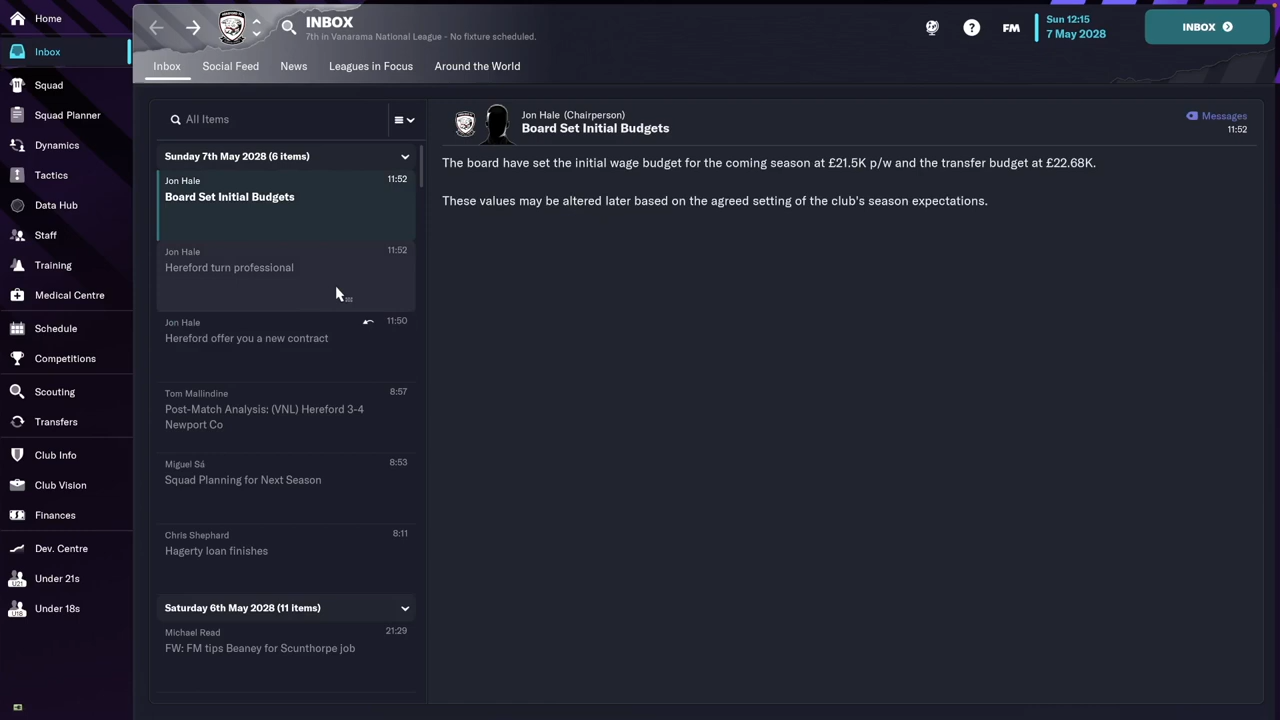 Home
Inbox
Squad
Squad Planner
Dynamics
Tactics
Data Hub
Staff
Training
Medical Centre
Schedule
Competitions
Scouting
Transfers
Club Info
Club Vision
Finances
Dev. Centre
U21
Under 21s
U18
Under 18s
INBOX
7th in Vanarama National League - No fixture scheduled.
FM
Sun 12:15
7 May 2028
INBOX
Inbox
Social Feed
News
Leagues in Focus
Around the World
All Items
Sunday 7th May 2028 (6 items)
Jon Hale
11:52
Board Set Initial Budgets
Jon Hale
11:52
Hereford turn professional
Jon Hale
11:50
Hereford offer you a new contract
Tom Mallindine
8:57
Post-Match Analysis: (VNL) Hereford 3-4
Newport Co
Miguel Sá
8:53
Squad Planning for Next Season
Chris Shephard
8:11
Hagerty loan finishes
Saturday 6th May 2028 (11 items)
Michael Read
21:29
FW: FM tips Beaney for Scunthorpe job
Jon Hale (Chairperson)
Board Set Initial Budgets
Messages
11:52
The board have set the initial wage budget for the coming season at £21.5K p/w and the transfer budget at £22.68K.
These values may be altered later based on the agreed setting of the club's season expectations.